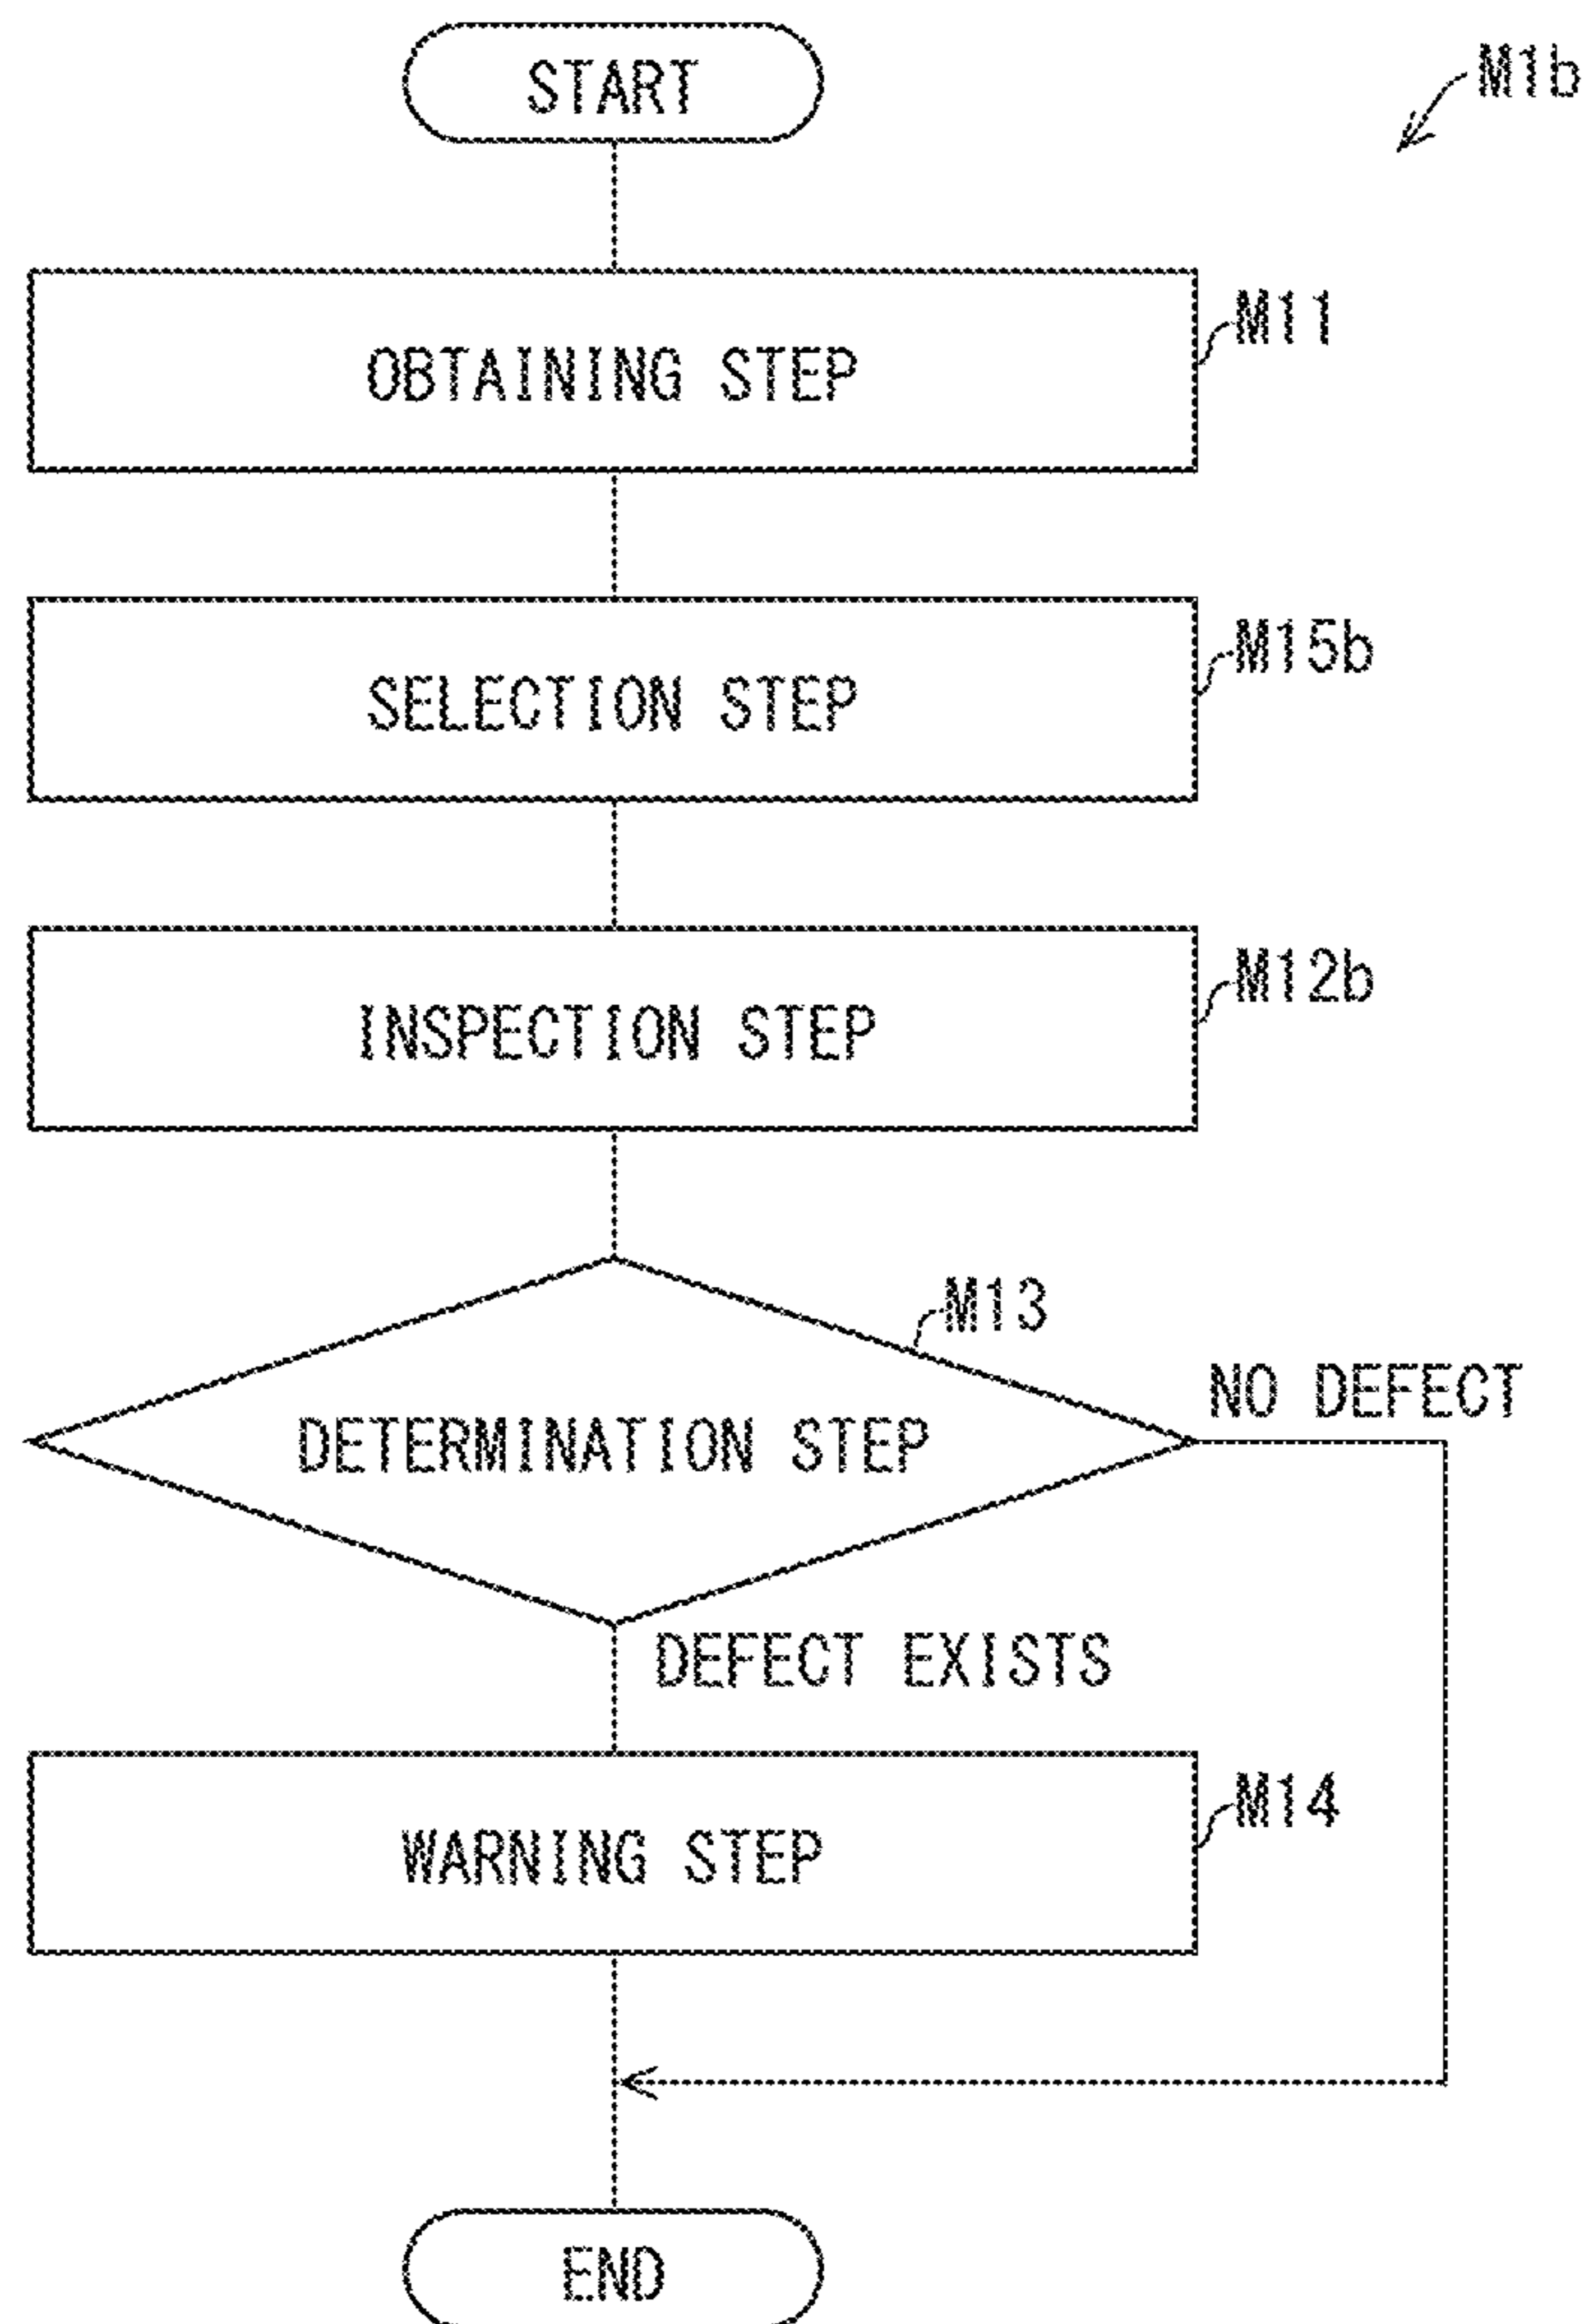 START
M1b
OBTAINING STEP
M11
SELECTION STEP
M15b
INSPECTION STEP
M12b
M13
NO DEFECT
DETERMINATION STEP
DEFECT EXISTS
WARNING STEP
M14
END